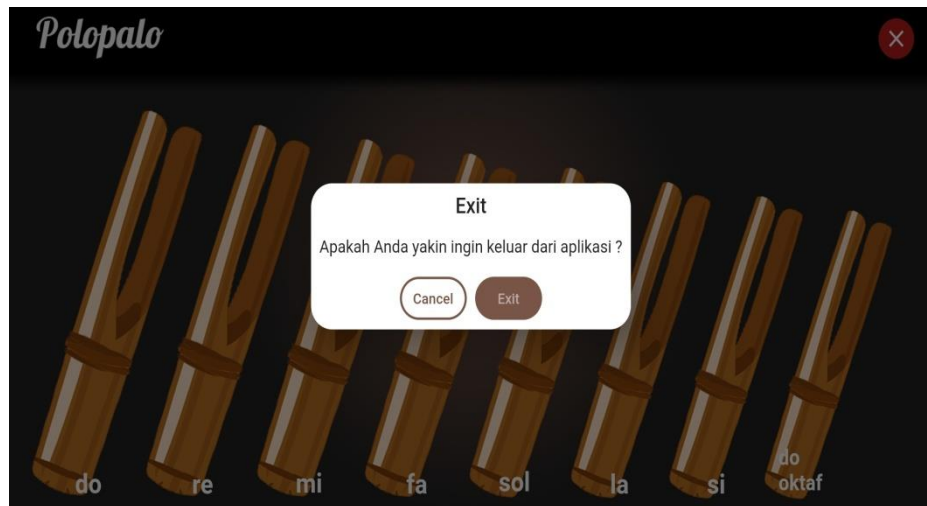 Polopalo
Exit
Apakah Anda yakin ingin keluar dari aplikasi ?
Cancel Exit
do re mi fa sol la si do
oktaf